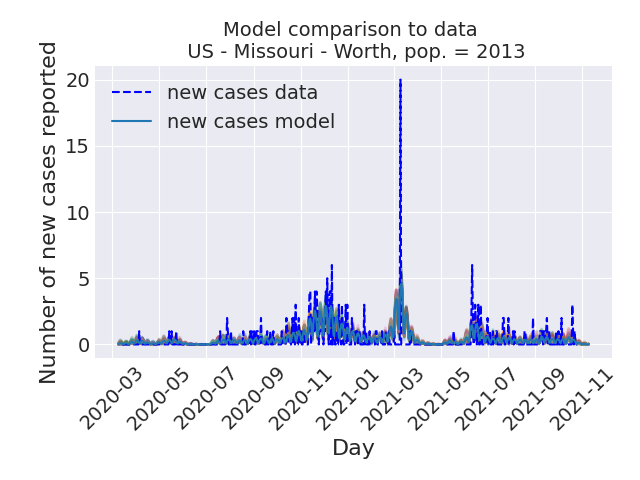 Model comparison to data
US - Missouri - Worth, pop. = 2013
Number of new cases reported
20
15
10
5
0
new cases data
new cases model
2020-03
2020-05
2020-07
2020-09
2020-11
2021-01
2021-03
2021-05
2021-07
2021-09
2021-11
Day